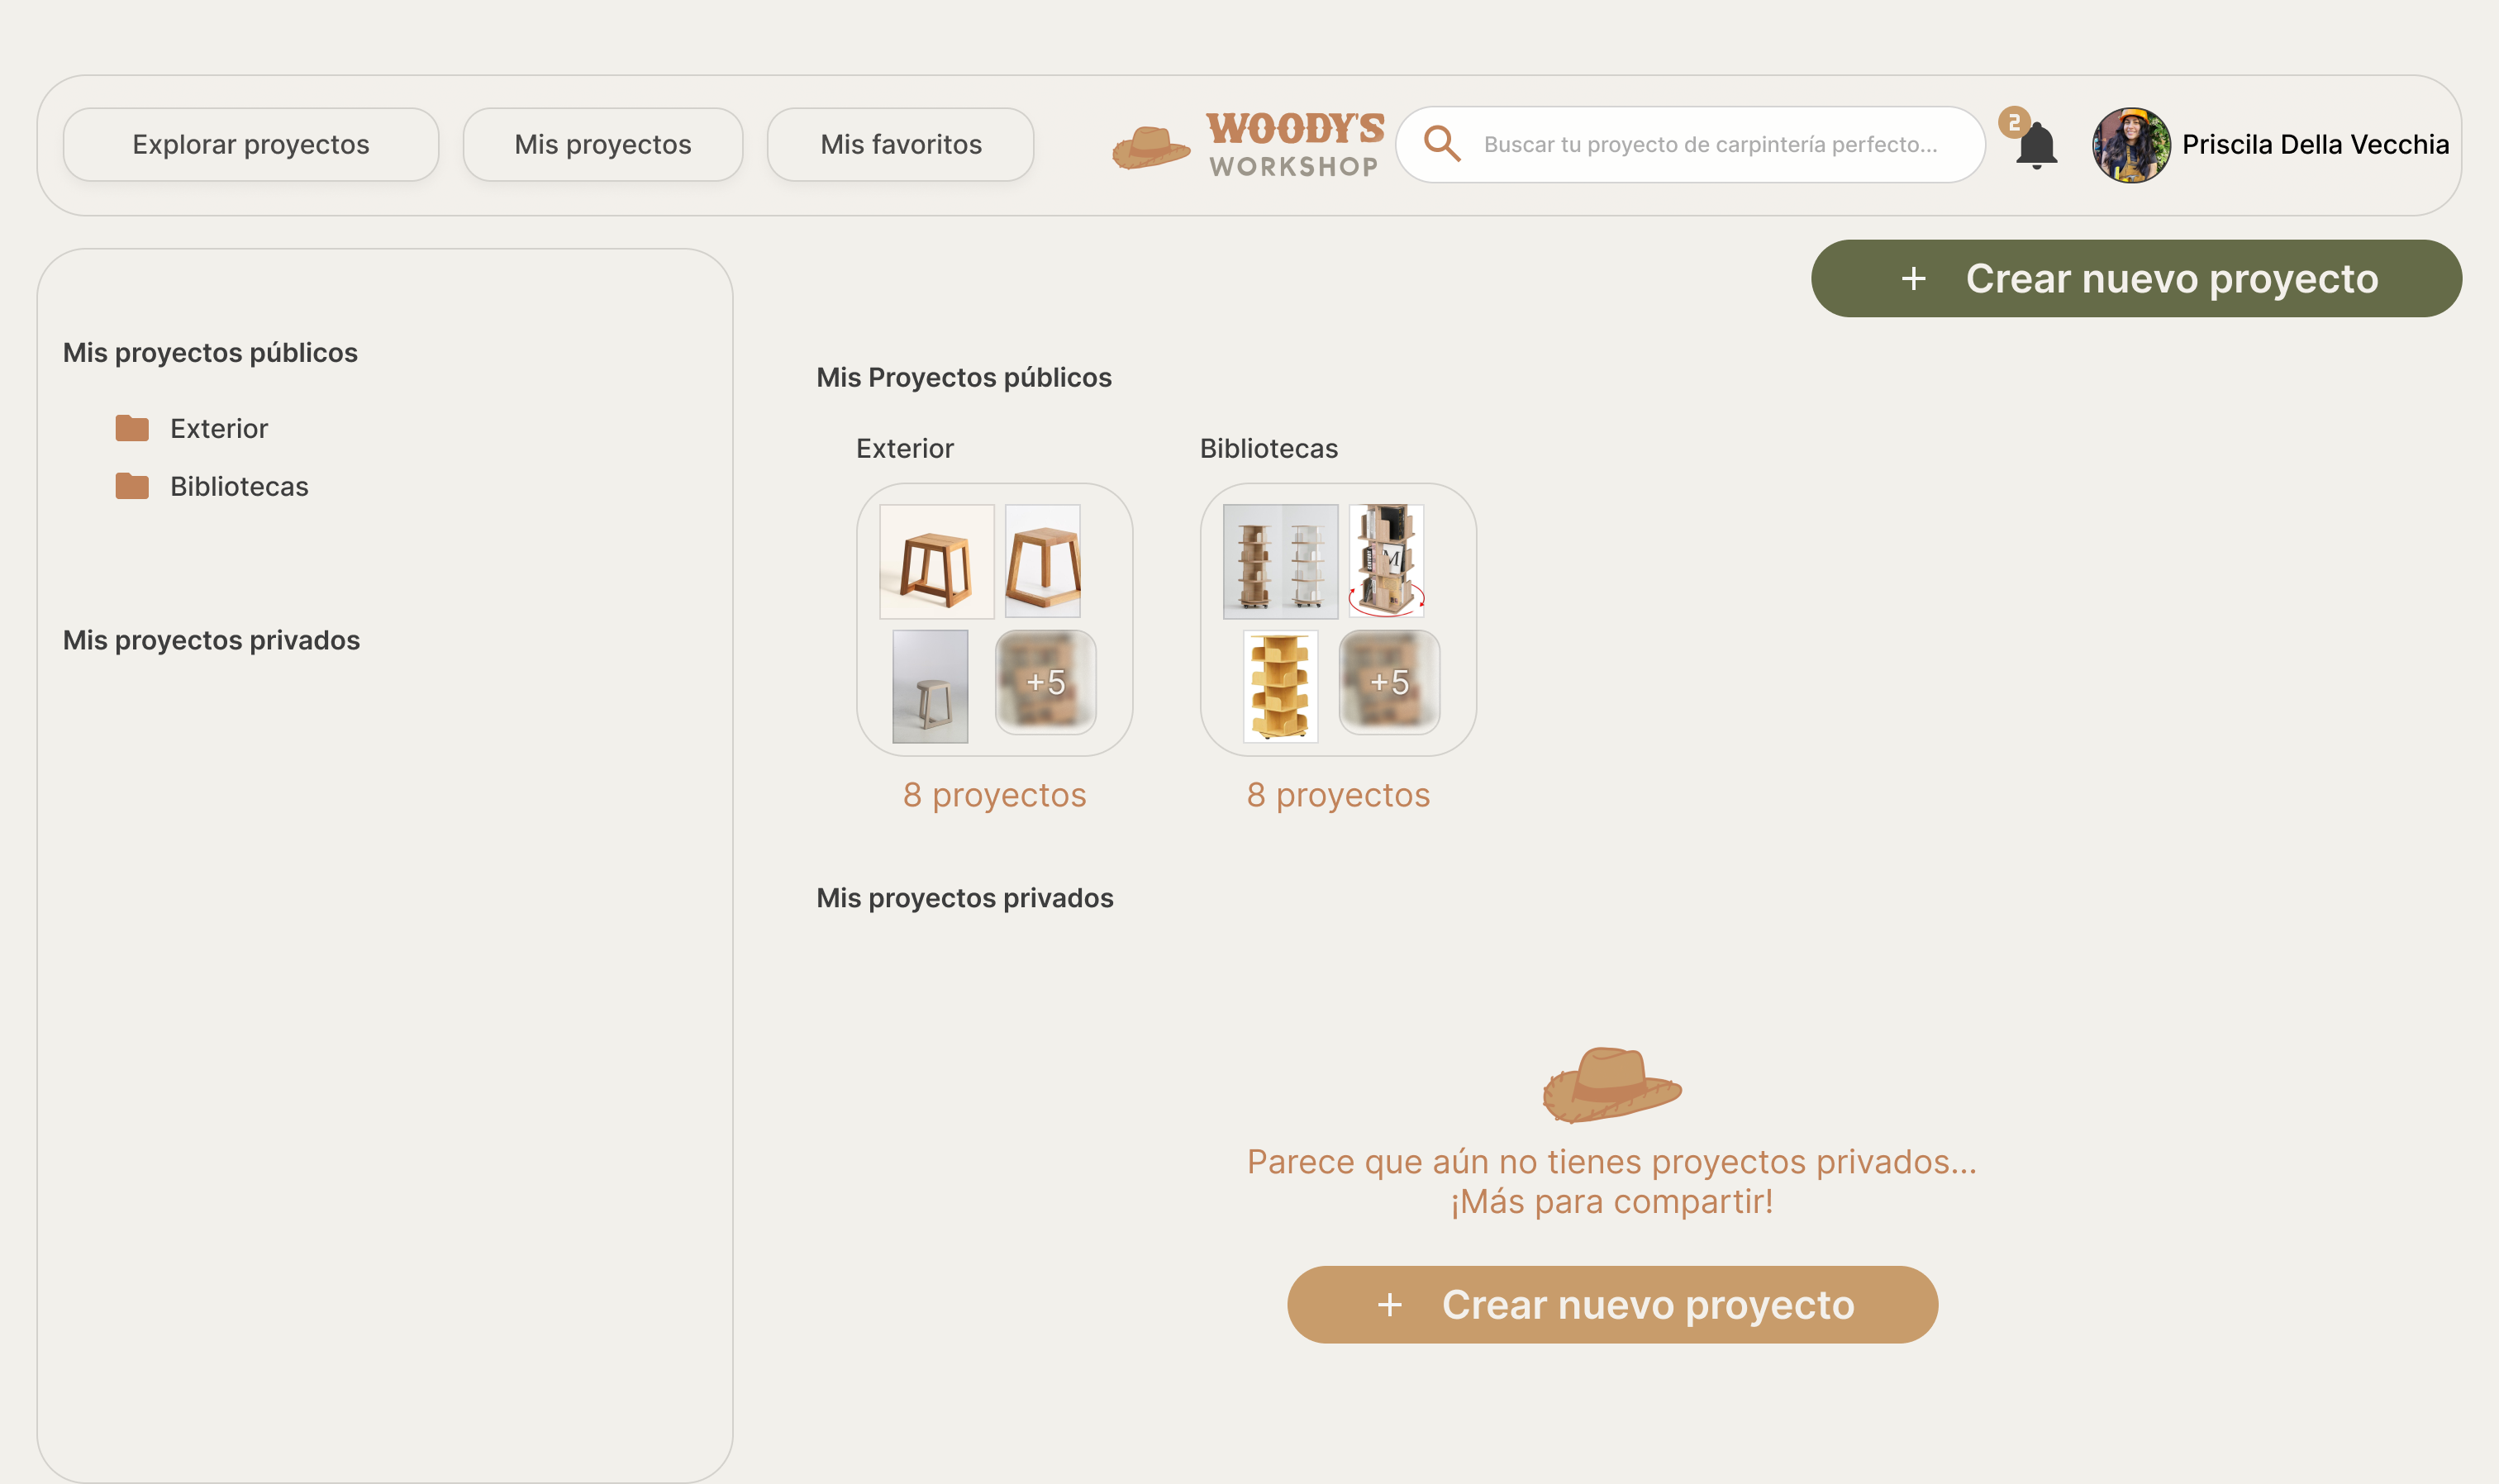 Explorar proyectos
Mis proyectos
Mis favoritos
WOODY'S
WORKSHOP
Buscar tu proyecto de carpintería perfecto...
2
Priscila Della Vecchia
+ Crear nuevo proyecto
Mis proyectos públicos
Exterior
Bibliotecas
Mis proyectos privados
Mis Proyectos públicos
Exterior
Bibliotecas
M
+5
+5
8 proyectos
8 proyectos
Mis proyectos privados
Parece que aún no tienes proyectos privados...
¡Más para compartir!
+ Crear nuevo proyecto